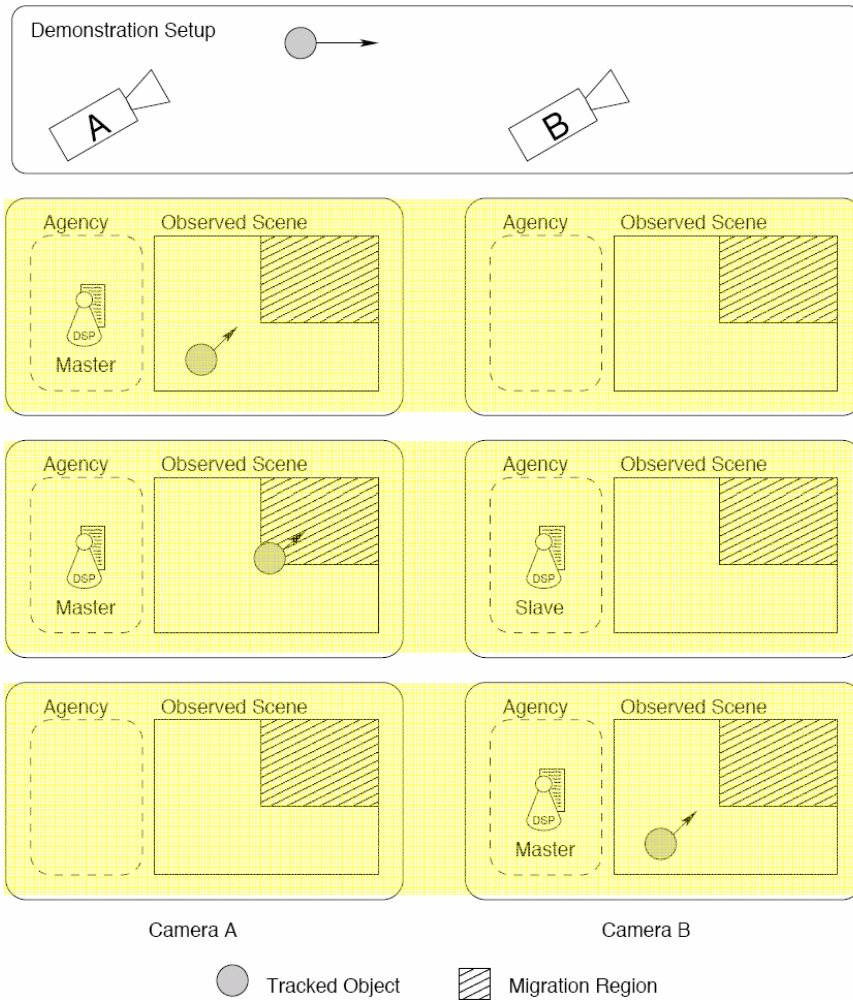 Demonstration Setup
A
B
Agency Observed Scene
DSP
Master
Agency Observed Scene
Agency Observed Scene
DSP
Master
Agency Observed Scene
DSP
Slave
Agency Observed Scene
Agency Observed Scene
DSP
Master
Camera A
Camera B
Tracked Object
Migration Region